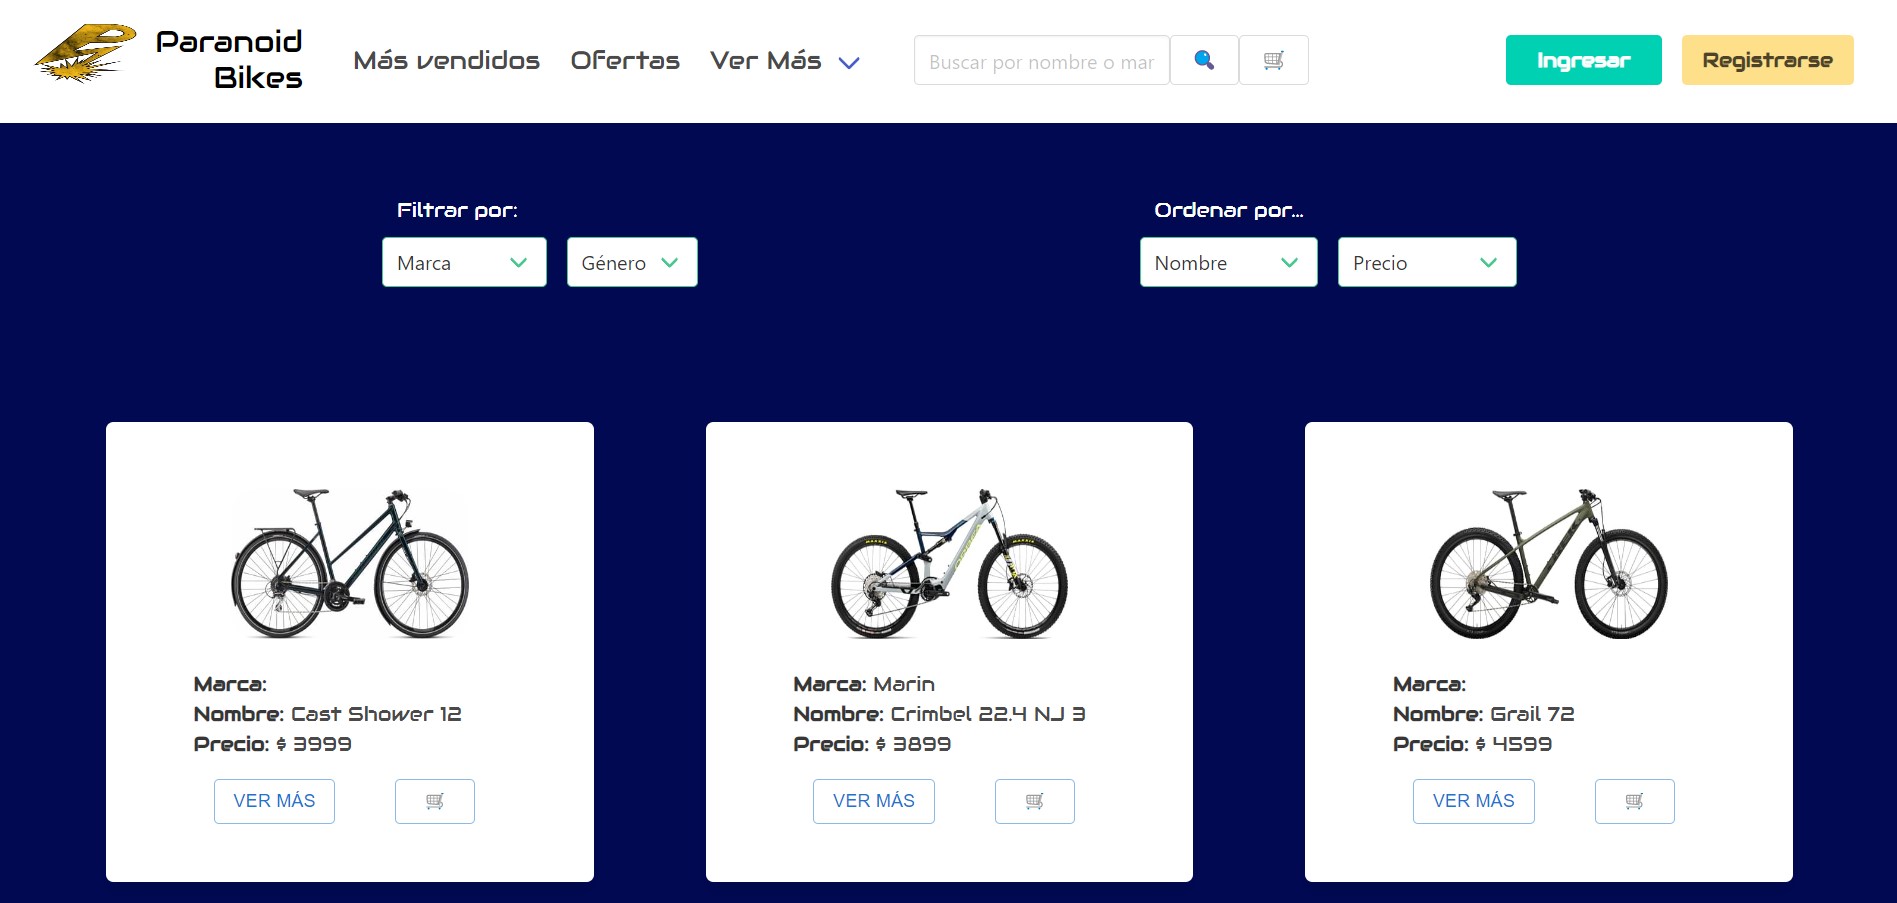 Paranoid
Bikes
Más vendidos Ofertas Ver Más
Buscar por nombre o mar
Ingresar Registrarse
Filtrar por: Ordenar por...
Marca Género Nombre Precio
Marca:
Nombre: Cast Shower 12
Precio: $ 3999
VER MÁS
Marca: Marin
Nombre: Crimbel 22.4 NJ 3
Precio: $ 3899
VER MÁS
Marca:
Nombre: Grail 72
Precio: $ 4599
VER MÁS